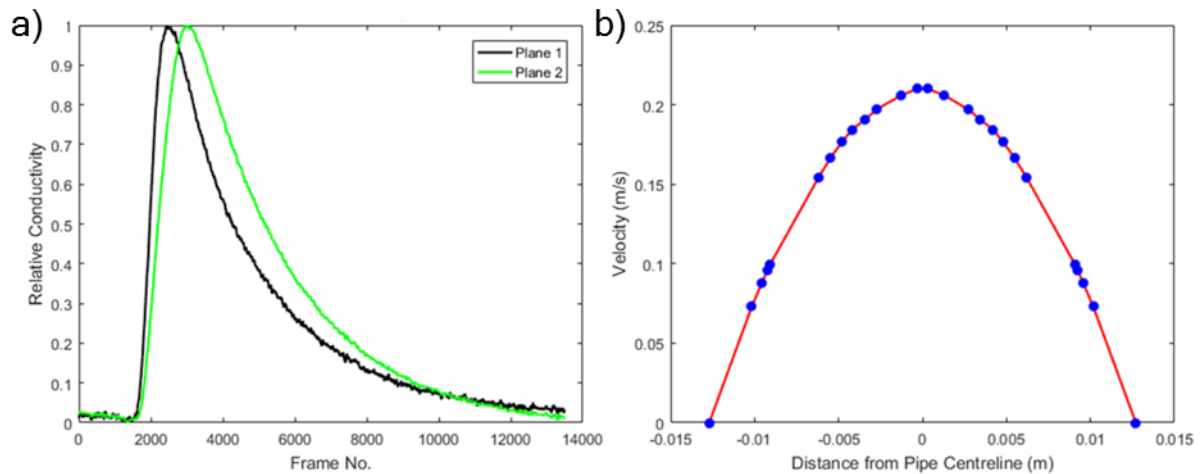 a)
Relative Conductivity
1
0.9
0.8
0.7
0.6
0.5
0.4
0.3
0.2
0.1
0
0 2000 4000 6000 8000 10000 12000 14000
Frame No.
Plane 1
Plane 2
b)
Velocity (m/s)
0.25
0.2
0.15
0.1
0.05
0
-0.015 -0.01 -0.005 0 0.005 0.01 0.015
Distance from Pipe Centreline (m)